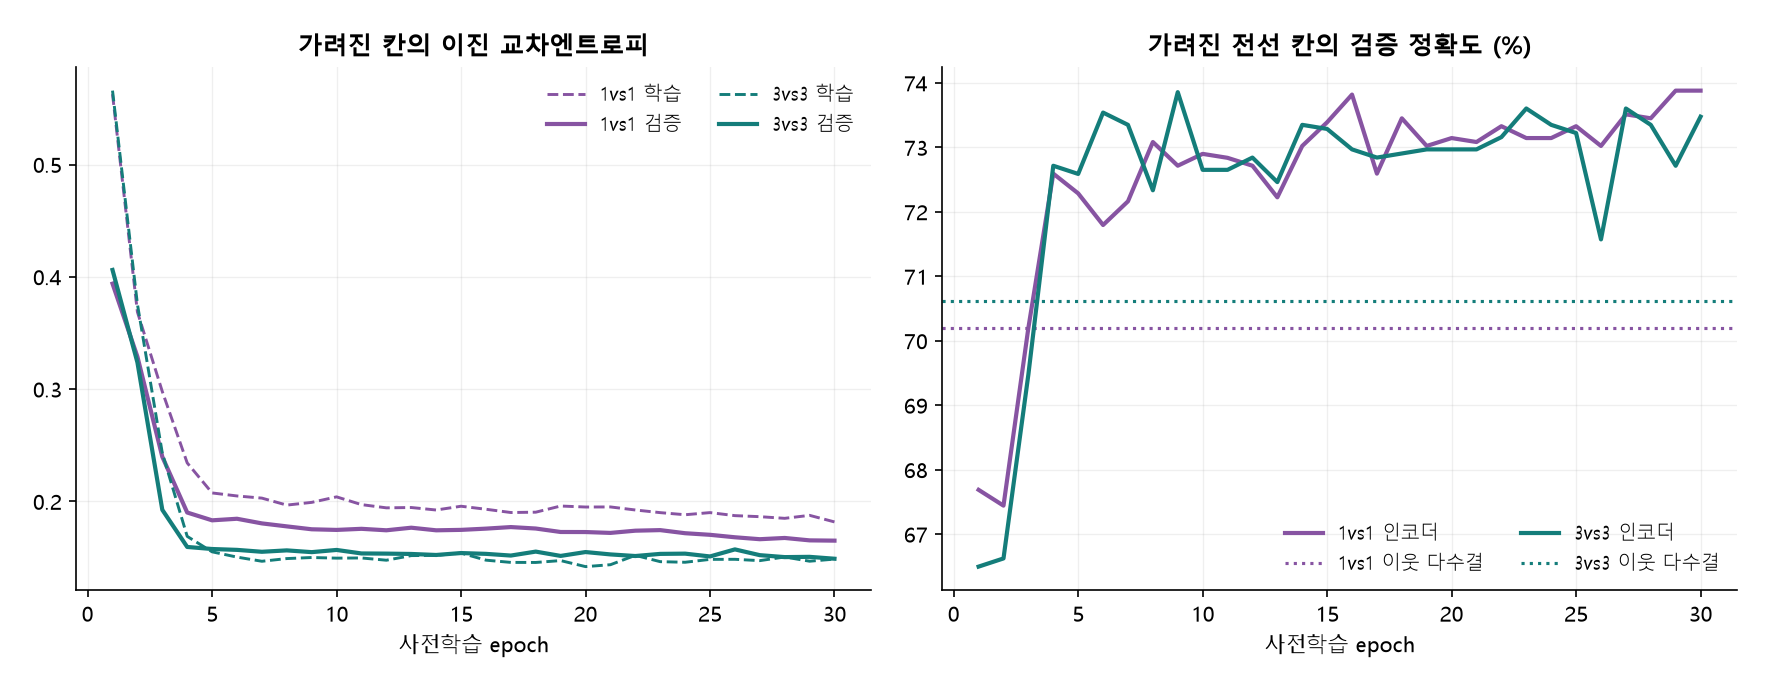 가려진 칸의 이진 교차엔트로피
1vs1 학습 3vs3 학습
1vs1 검증 3vs3 검증
0.5
0.4
0.3
0.2
0 5 10 15 20 25 30
사전학습 epoch
가려진 전선 칸의 검증 정확도 (%)
74
73
72
71
70
69
68
67
1vs1 인코더 3vs3 인코더
1vs1 이웃 다수결 3vs3 이웃 다수결
0 5 10 15 20 25 30
사전학습 epoch